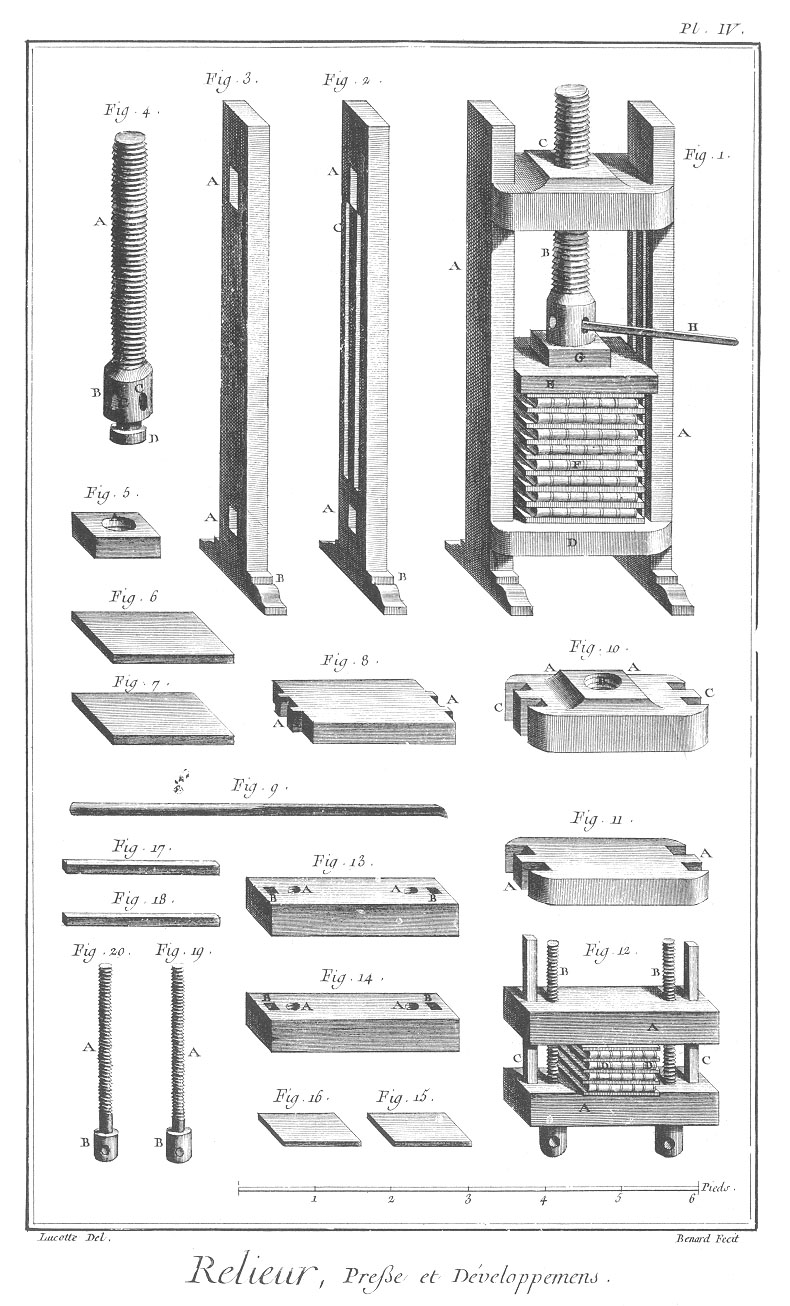 Pl. IV.
Fig. 3.
Fig. 2.
Fig. 4.
Fig. 1.
C
A
A
A
C
B
A
H
G
E
F
A
D
A
A
B
B
B
C
D
Fig. 5.
A
Fig. 6.
Fig. 7.
Fig. 8.
A
A
Fig. 10.
A
A
B
C
C
Fig. 9.
Fig. 11.
A
A
Fig. 17.
Fig. 18.
Fig. 13.
B
A
A
B
Fig. 20.
Fig. 19.
Fig. 12.
B
B
A
C
C
D
D
A
Fig. 14.
B
A
A
B
A
A
B
B
Fig. 16.
Fig. 15.
1 2 3 4 5 6 Pieds.
Lucotte Del.
Benard Fecit
Relieur, Preſse et Développemens.